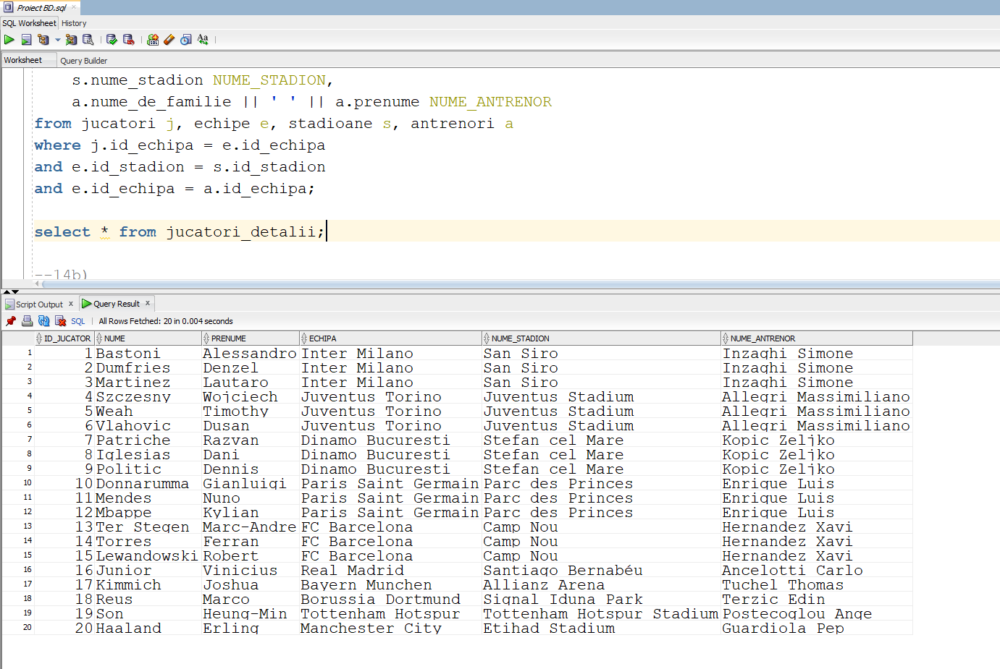 Proiect BD.sql
SQL Worksheet History
Worksheet Query Builder
s.nume_stadion NUME_STADION,
a.nume_de_familie || ' ' || a.prenume NUME_ANTRENOR
from jucatori j, echipe e, stadioane s, antrenori a
where j.id_echipa = e.id_echipa
and e.id_stadion = s.id_stadion
and e.id_echipa = a.id_echipa;
select * from jucatori_detalii;
--14b)
Script Output x Query Result x
SQL | All Rows Fetched: 20 in 0.004 seconds
ID_JUCATOR NUME PRENUME ECHIPA NUME_STADION NUME_ANTRENOR
1 1 Bastoni Alessandro Inter Milano San Siro Inzaghi Simone
2 2 Dumfries Denzel Inter Milano San Siro Inzaghi Simone
3 3 Martinez Lautaro Inter Milano San Siro Inzaghi Simone
4 4 Szczesny Wojciech Juventus Torino Juventus Stadium Allegri Massimiliano
5 5 Weah Timothy Juventus Torino Juventus Stadium Allegri Massimiliano
6 6 Vlahovic Dusan Juventus Torino Juventus Stadium Allegri Massimiliano
7 7 Patriche Razvan Dinamo Bucuresti Stefan cel Mare Kopic Zeljko
8 8 Iglesias Dani Dinamo Bucuresti Stefan cel Mare Kopic Zeljko
9 9 Politic Dennis Dinamo Bucuresti Stefan cel Mare Kopic Zeljko
10 10 Donnarumma Gianluigi Paris Saint Germain Parc des Princes Enrique Luis
11 11 Mendes Nuno Paris Saint Germain Parc des Princes Enrique Luis
12 12 Mbappe Kylian Paris Saint Germain Parc des Princes Enrique Luis
13 13 Ter Stegen Marc-Andre FC Barcelona Camp Nou Hernandez Xavi
14 14 Torres Ferran FC Barcelona Camp Nou Hernandez Xavi
15 15 Lewandowski Robert FC Barcelona Camp Nou Hernandez Xavi
16 16 Junior Vinicius Real Madrid Santiago Bernabéu Ancelotti Carlo
17 17 Kimmich Joshua Bayern Munchen Allianz Arena Tuchel Thomas
18 18 Reus Marco Borussia Dortmund Signal Iduna Park Terzic Edin
19 19 Son Heung-Min Tottenham Hotspur Tottenham Hotspur Stadium Postecoglou Ange
20 20 Haaland Erling Manchester City Etihad Stadium Guardiola Pep